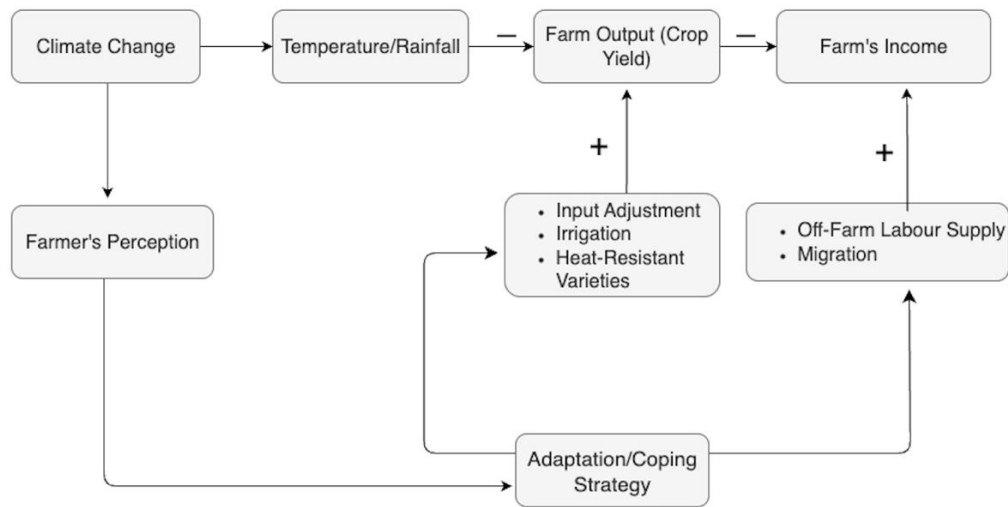 Climate Change
Temperature/Rainfall
–
Farm Output (Crop
Yield)
–
Farm's Income
+
+
Farmer's Perception
• Input Adjustment
• Irrigation
• Heat-Resistant
Varieties
• Off-Farm Labour Supply
• Migration
Adaptation/Coping
Strategy